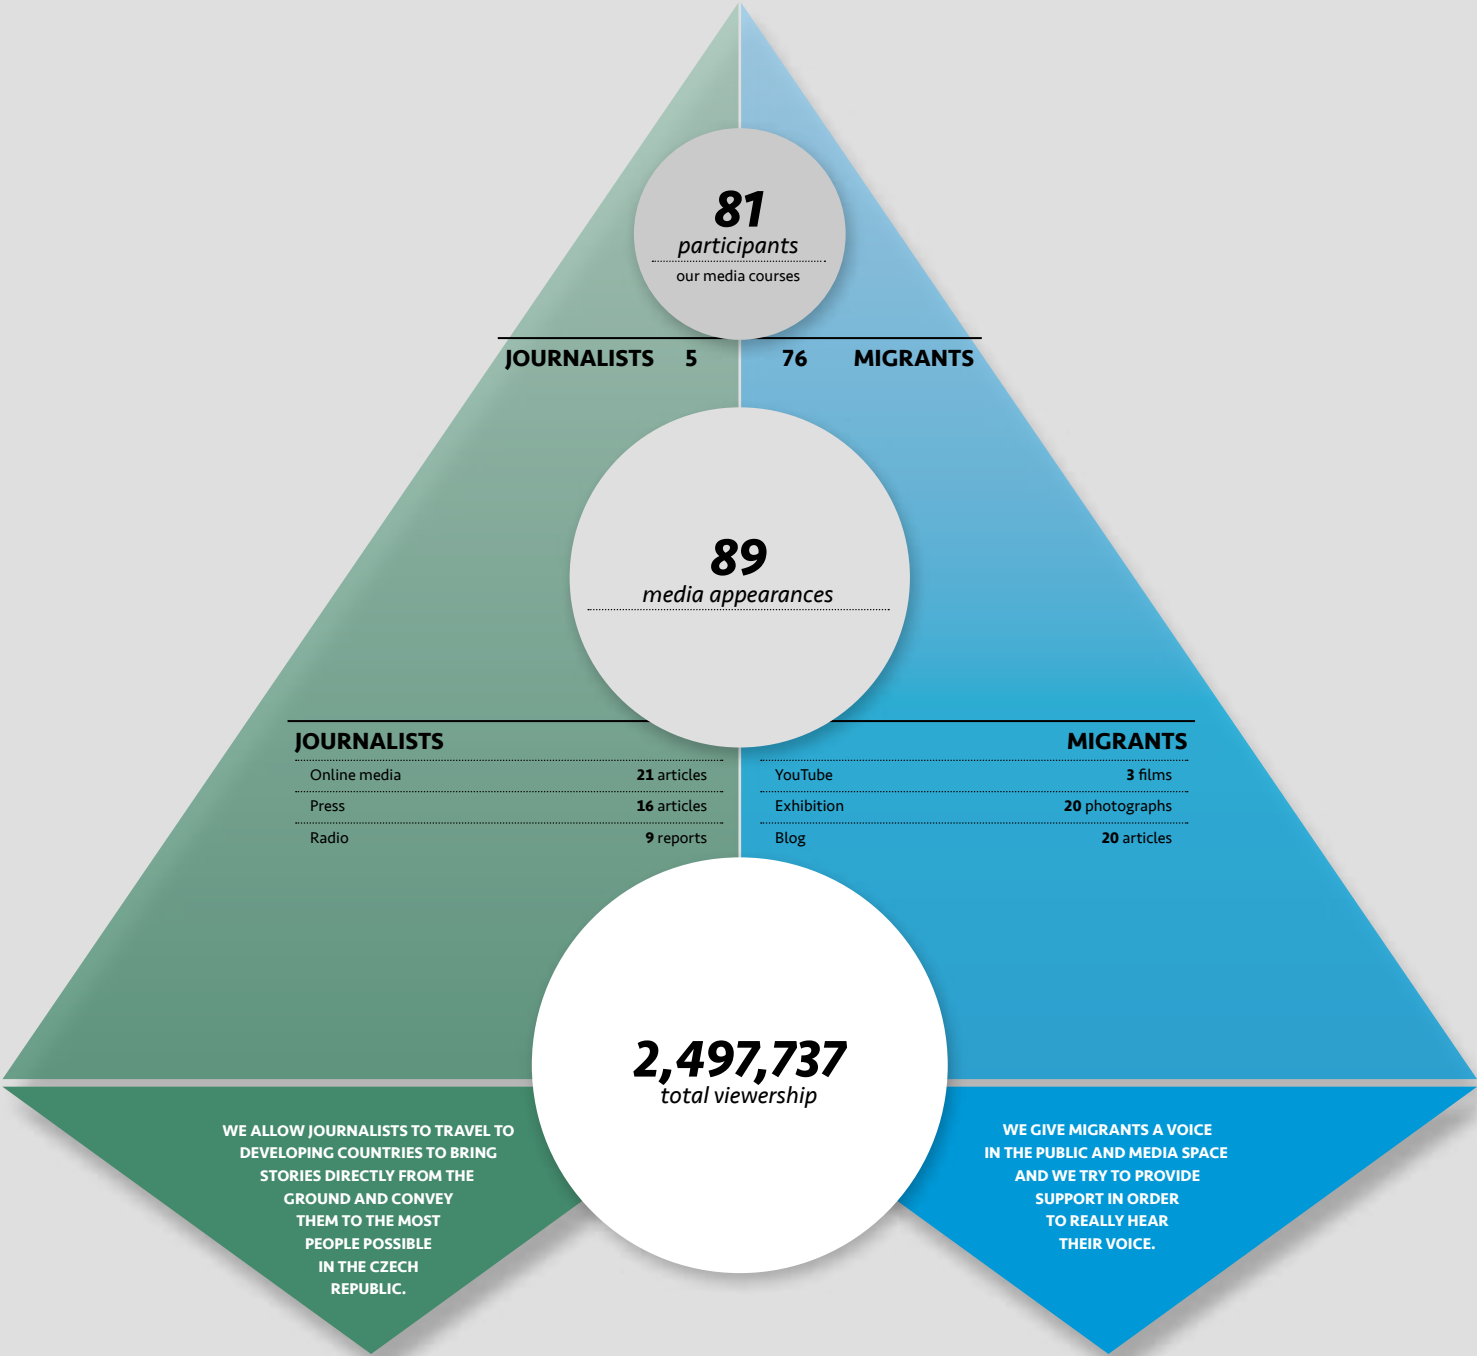 81
participants
our media courses
JOURNALISTS 5 76 MIGRANTS
89
media appearances
JOURNALISTS
Online media 21 articles
Press 16 articles
Radio 9 reports
MIGRANTS
YouTube 3 films
Exhibition 20 photographs
Blog 20 articles
2,497,737
total viewership
WE ALLOW JOURNALISTS TO TRAVEL TO
DEVELOPING COUNTRIES TO BRING
STORIES DIRECTLY FROM THE
GROUND AND CONVEY
THEM TO THE MOST
PEOPLE POSSIBLE
IN THE CZECH
REPUBLIC.
WE GIVE MIGRANTS A VOICE
IN THE PUBLIC AND MEDIA SPACE
AND WE TRY TO PROVIDE
SUPPORT IN ORDER
TO REALLY HEAR
THEIR VOICE.